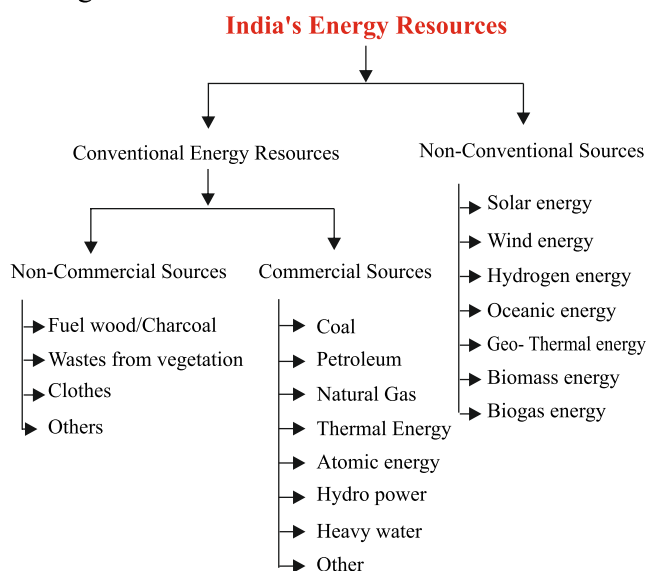 India's Energy Resources
Conventional Energy Resources
Non-Conventional Sources
Non-Commercial Sources
Fuel wood/Charcoal
Wastes from vegetation
Clothes
Others
Commercial Sources
Coal
Petroleum
Natural Gas
Thermal Energy
Atomic energy
Hydro power
Heavy water
Other
Solar energy
Wind energy
Hydrogen energy
Oceanic energy
Geo- Thermal energy
Biomass energy
Biogas energy